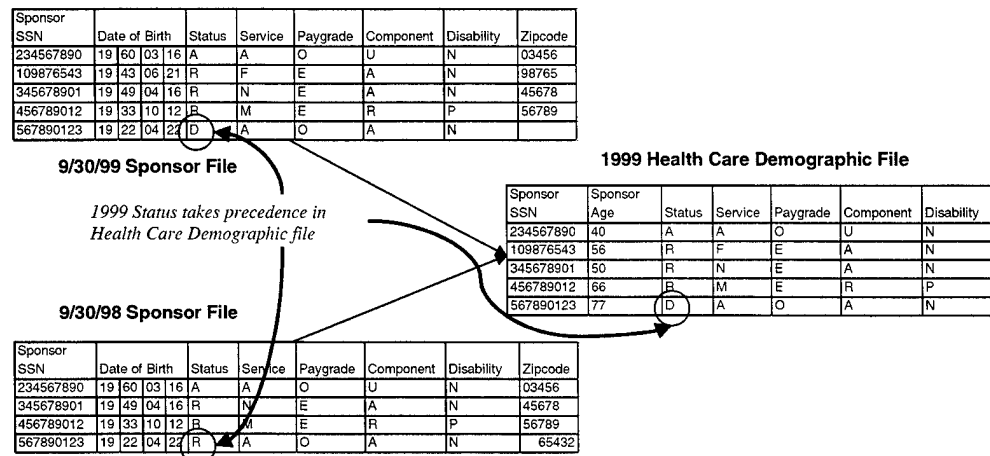 Sponsor
SSN Date of Birth Status Service Paygrade Component Disability Zipcode
234567890 19 60 03 16 A A O U N 03456
109876543 19 43 06 21 R F E A N 98765
345678901 19 49 04 16 R N E A N 45678
456789012 19 33 10 12 R M E R P 56789
567890123 19 22 04 22 D A O A N
9/30/99 Sponsor File
1999 Status takes precedence in
Health Care Demographic file
1999 Health Care Demographic File
Sponsor Sponsor
SSN Age Status Service Paygrade Component Disability
234567890 40 A A O U N
109876543 56 R F E A N
345678901 50 R N E A N
456789012 66 R M E R P
567890123 77 D A O A N
9/30/98 Sponsor File
Sponsor
SSN Date of Birth Status Service Paygrade Component Disability Zipcode
234567890 19 60 03 16 A A O U N 03456
345678901 19 49 04 16 R N E A N 45678
456789012 19 33 10 12 R M E R P 56789
567890123 19 22 04 22 R A O A N 65432